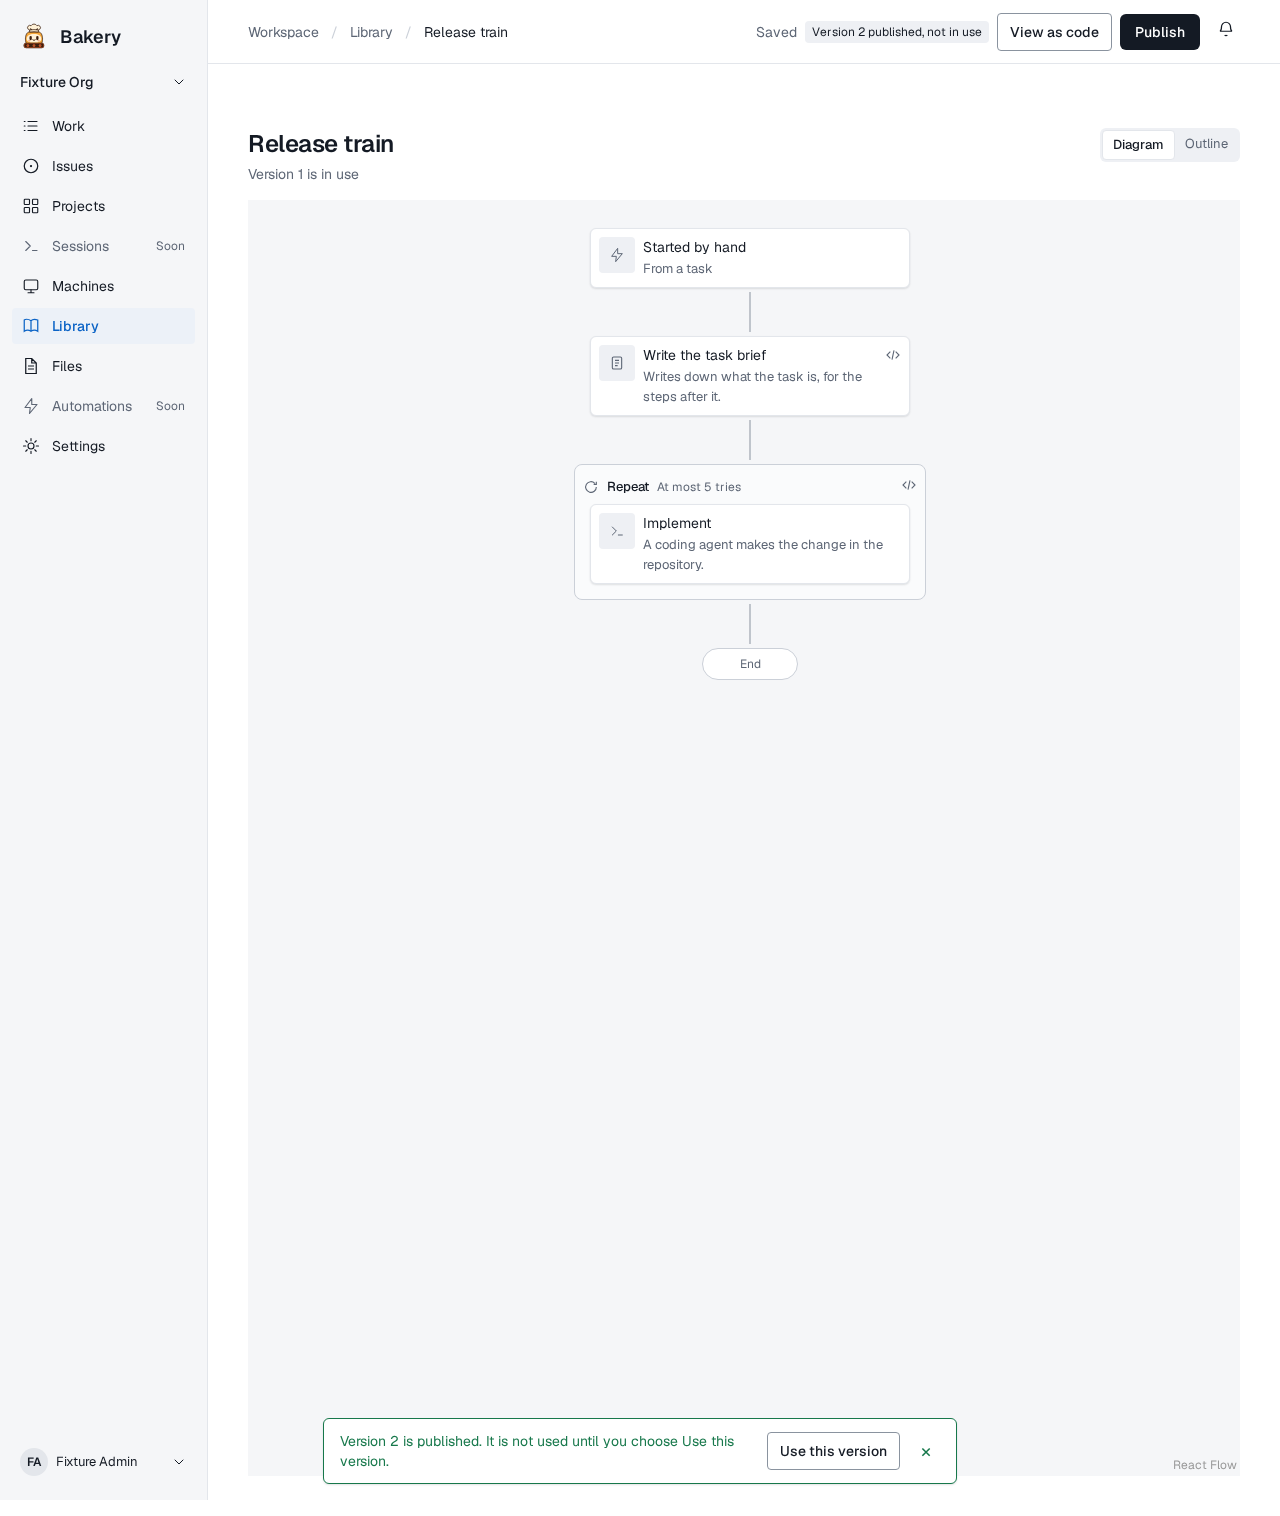 Bakery
Fixture Org
Work
Issues
Projects
Sessions Soon
Machines
Library
Files
Automations Soon
Settings
FA Fixture Admin
Workspace / Library / Release train
Saved Version 2 published, not in use View as code Publish
Release train
Version 1 is in use
Diagram Outline
Started by hand
From a task
Write the task brief
Writes down what the task is, for the
steps after it.
Repeat At most 5 tries
Implement
A coding agent makes the change in the
repository.
End
Version 2 is published. It is not used until you choose Use this
version.
Use this version
React Flow